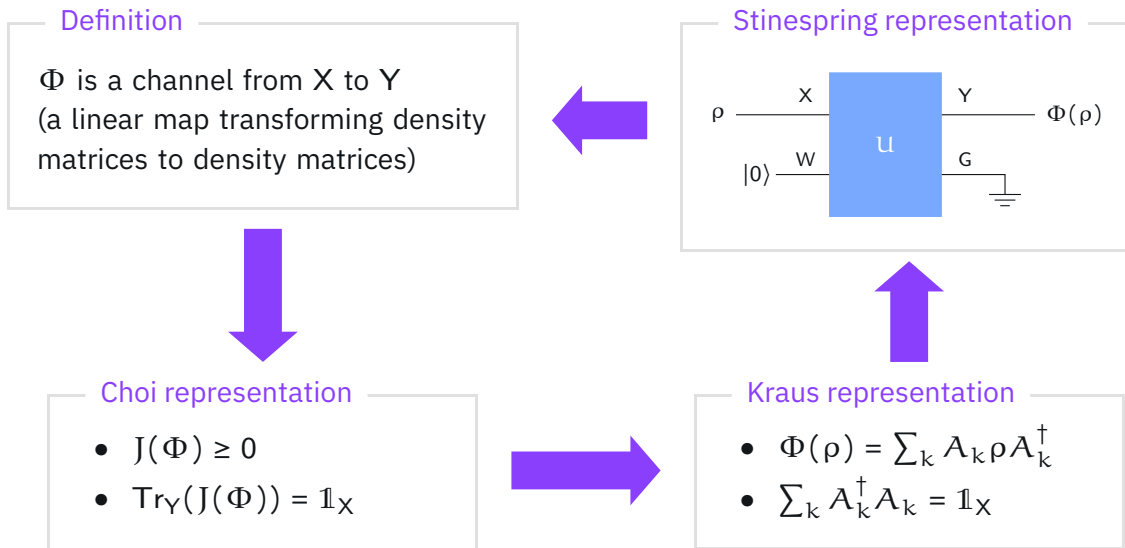 Definition
Φ is a channel from X to Y
(a linear map transforming density
matrices to density matrices)
Stinespring representation
X
Y
ρ
Φ(ρ)
U
W
G
|0⟩
Choi representation
• J(Φ) ≥ 0
• Tr_Y(J(Φ)) = 𝟙_X
Kraus representation
• Φ(ρ) = ∑_k A_k ρ A_k^†
• ∑_k A_k^† A_k = 𝟙_X